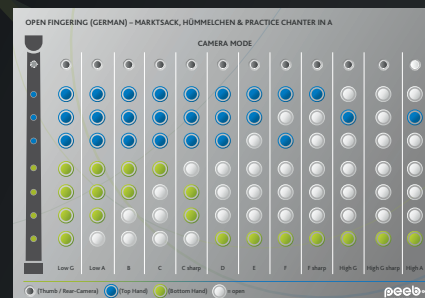 OPEN FINGERING (GERMAN) – MARKTSACK, HÜMMELCHEN & PRACTICE CHANTER IN A
CAMERA MODE
Low G Low A B C C sharp D E F F sharp High G High G sharp High A
(Thumb / Rear-Camera) (Top Hand) (Bottom Hand) = open
peeb.